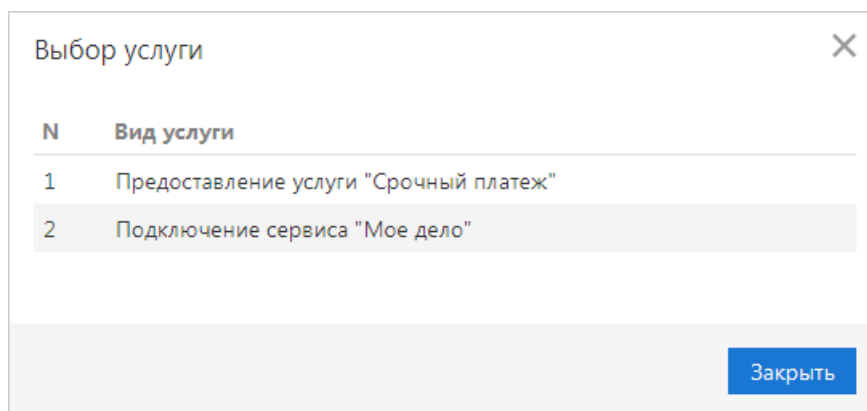 Выбор услуги
N Вид услуги
1 Предоставление услуги "Срочный платеж"
2 Подключение сервиса "Мое дело"
Закрыть